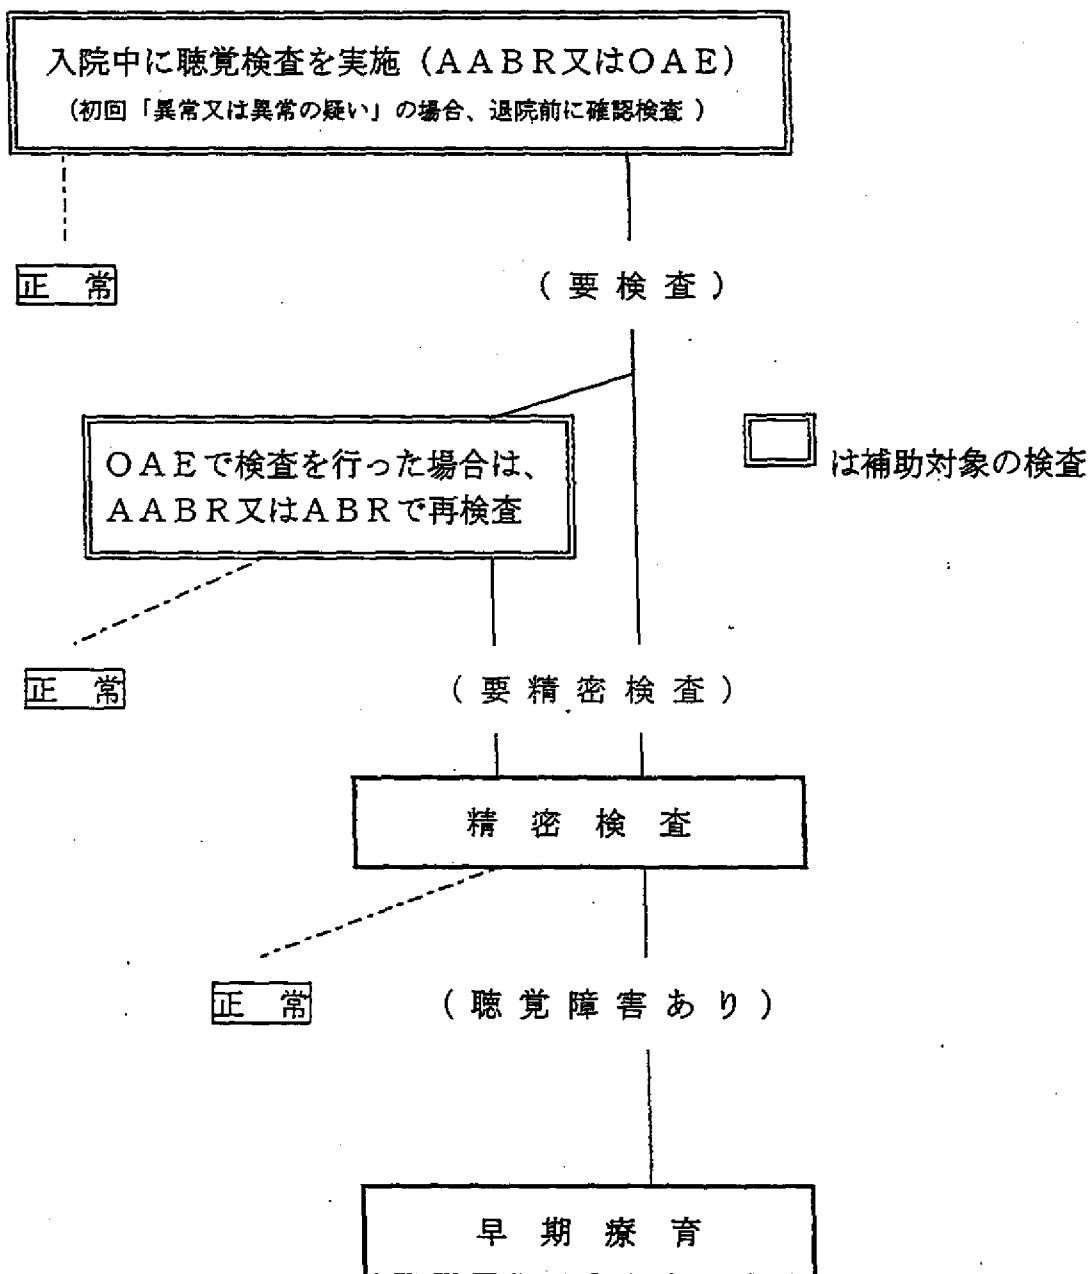 入院中に聴覚検査を実施（AABR又はOAE）
（初回「異常又は異常の疑い」の場合、退院前に確認検査）
正　常
（要検査）
OAEで検査を行った場合は、
AABR又はABRで再検査
は補助対象の検査
正　常
（要精密検査）
精　密　検　査
正　常
（聴覚障害あり）
早　期　療　育